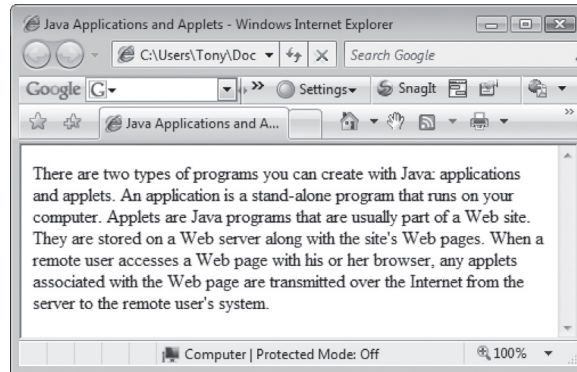 Java Applications and Applets - Windows Internet Explorer
C:\Users\Tony\Doc Search Google
Google G Settings SnagIt
Java Applications and A...
There are two types of programs you can create with Java: applications
and applets. An application is a stand-alone program that runs on your
computer. Applets are Java programs that are usually part of a Web site.
They are stored on a Web server along with the site's Web pages. When a
remote user accesses a Web page with his or her browser, any applets
associated with the Web page are transmitted over the Internet from the
server to the remote user's system.
Computer | Protected Mode: Off 100%